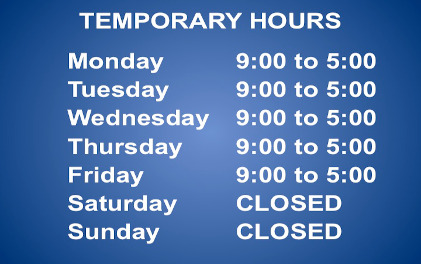 TEMPORARY HOURS
Monday 9:00 to 5:00
Tuesday 9:00 to 5:00
Wednesday 9:00 to 5:00
Thursday 9:00 to 5:00
Friday 9:00 to 5:00
Saturday CLOSED
Sunday CLOSED